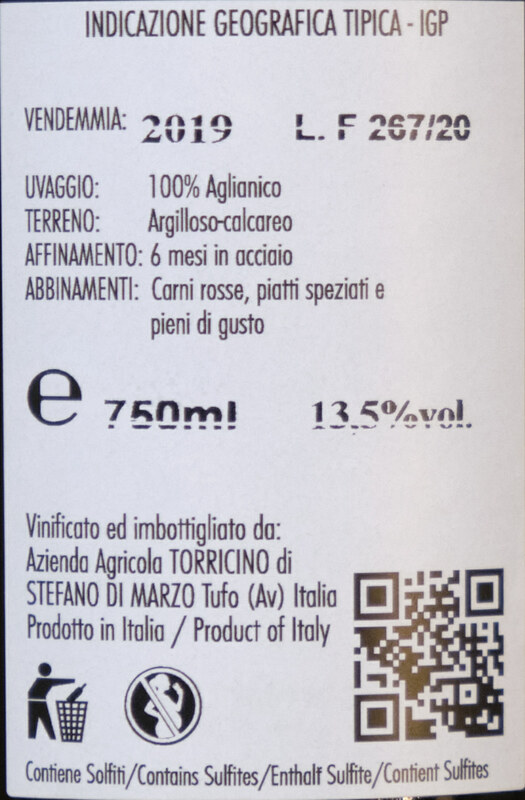 INDICAZIONE GEOGRAFICA TIPICA - IGP
VENDEMMIA: 2019 L. F 267/20
UVAGGIO: 100% Aglianico
TERRENO: Argilloso-calcareo
AFFINAMENTO: 6 mesi in acciaio
ABBINAMENTI: Carni rosse, piatti speziati e
pieni di gusto
e 750ml 13,5%vol.
Vinificato ed imbottigliato da:
Azienda Agricola TORRICINO di
STEFANO DI MARZO Tufo (Av) Italia
Prodotto in Italia / Product of Italy
Contiene Solfiti/Contains Sulfites/Enthalt Sulfite/Contient Sulfites